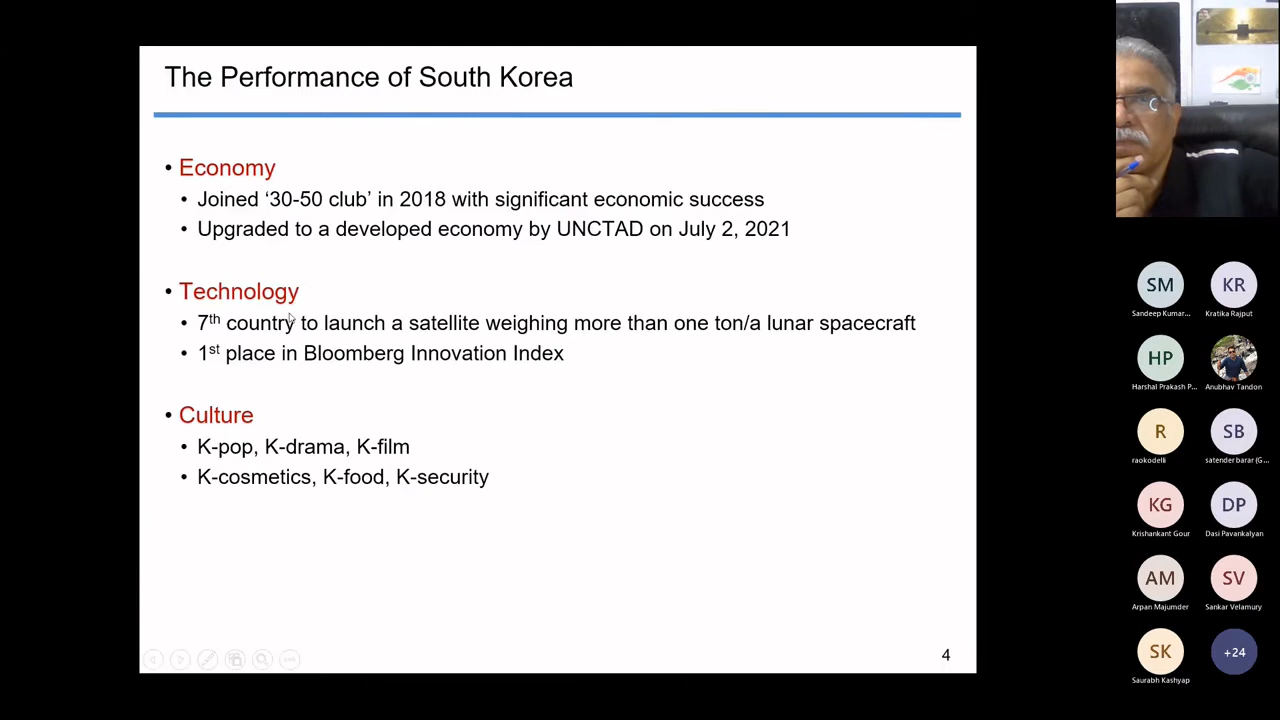 The Performance of South Korea
• Economy
• Joined ‘30-50 club’ in 2018 with significant economic success
• Upgraded to a developed economy by UNCTAD on July 2, 2021
• Technology
• 7th country to launch a satellite weighing more than one ton/a lunar spacecraft
• 1st place in Bloomberg Innovation Index
• Culture
• K-pop, K-drama, K-film
• K-cosmetics, K-food, K-security
4
SM
KR
Sandeep Kumar...
Kratika Rajput
HP
Harshal Prakash P...
Anubhav Tandon
R
SB
raokodelli
satender barar (G...
KG
DP
Krishankant Gour
Dasi Pavankalyan
AM
SV
Arpan Majumder
Sankar Velamury
SK
+24
Saurabh Kashyap